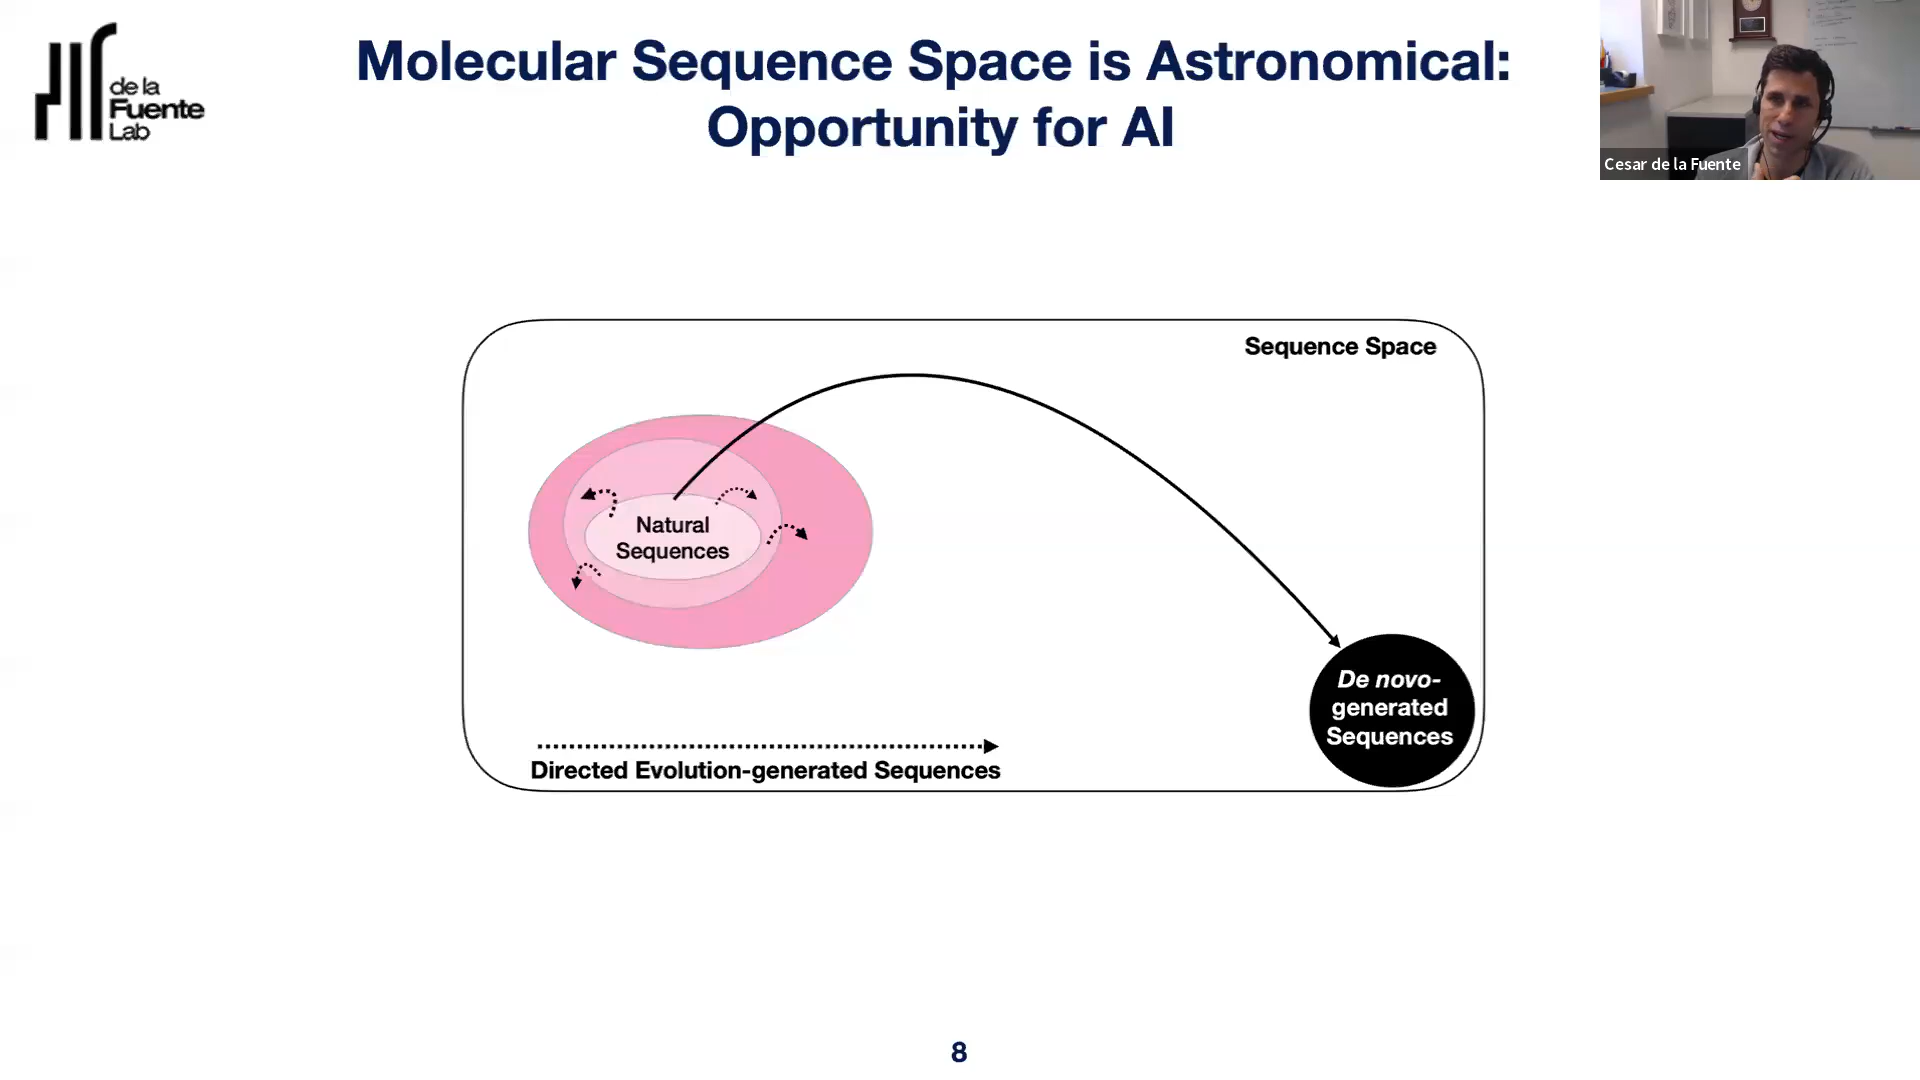 de la
Fuente
Lab
Molecular Sequence Space is Astronomical:
Opportunity for AI
Cesar de la Fuente
Sequence Space
Natural
Sequences
De novo-
generated
Sequences
Directed Evolution-generated Sequences
8